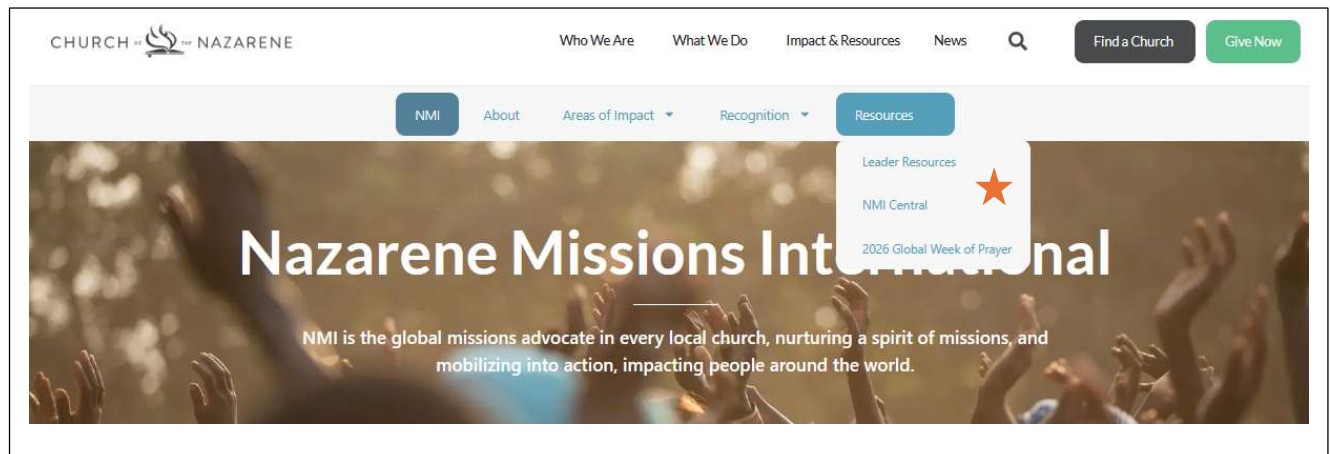 CHURCH OF THE NAZARENE
Who We Are What We Do Impact & Resources News Find a Church Give Now
NMI About Areas of Impact Recognition Resources
Leader Resources
NMI Central
2026 Global Week of Prayer
Nazarene Missions Int nal
NMI is the global missions advocate in every local church, nurturing a spirit of missions, and
mobilizing into action, impacting people around the world.